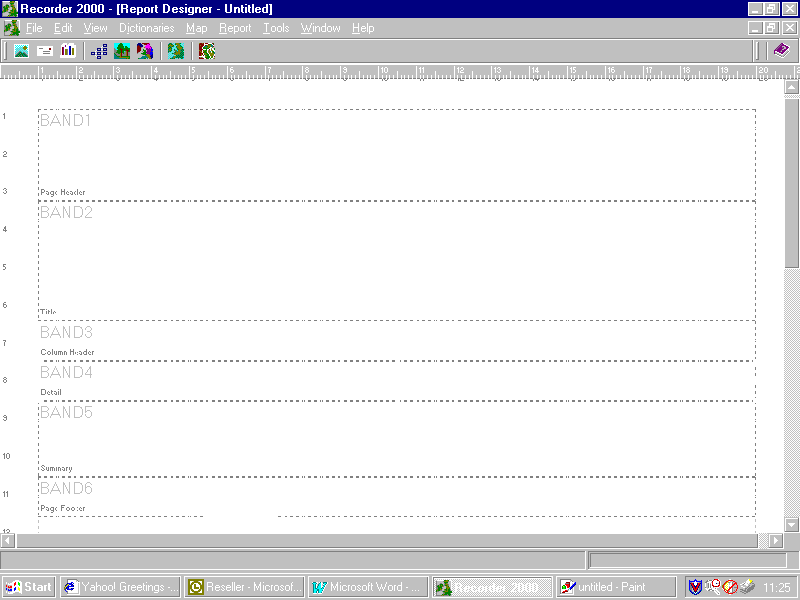 Recorder 2000 - [Report Designer - Untitled]
File Edit View Dictionaries Map Report Tools Window Help
1 2 3 4 5 6 7 8 9 10 11 12 13 14 15 16 17 18 19 20
1
BAND1
2
3
Page Header
BAND2
4
5
6
Title
BAND3
7
Column Header
BAND4
8
Detail
BAND5
9
10
Summary
BAND6
11
Page Footer
12
Start Yahoo! Greetings -... Reseller - Microsof... Microsoft Word - ... Recorder 2000 untitled - Paint 11:25